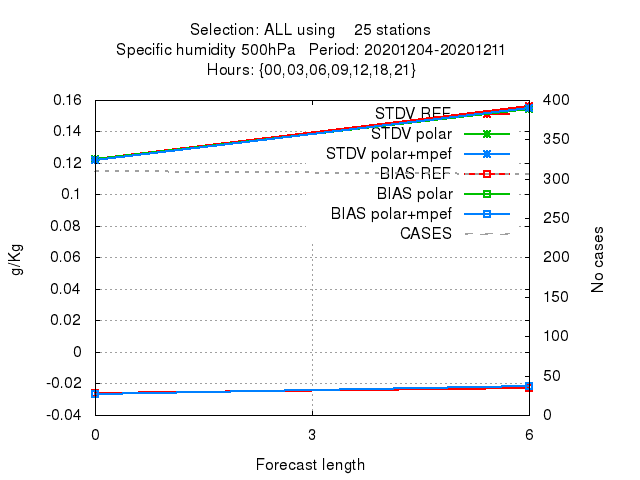 Selection: ALL using    25 stations
Specific humidity 500hPa   Period: 20201204-20201211
Hours: {00,03,06,09,12,18,21}
0.16
0.14
0.12
0.1
0.08
0.06
0.04
0.02
0
-0.02
-0.04
g/Kg
STDV REF
STDV polar
STDV polar+mpef
BIAS REF
BIAS polar
BIAS polar+mpef
CASES
400
350
300
250
200
150
100
50
0
No cases
0
3
6
Forecast length